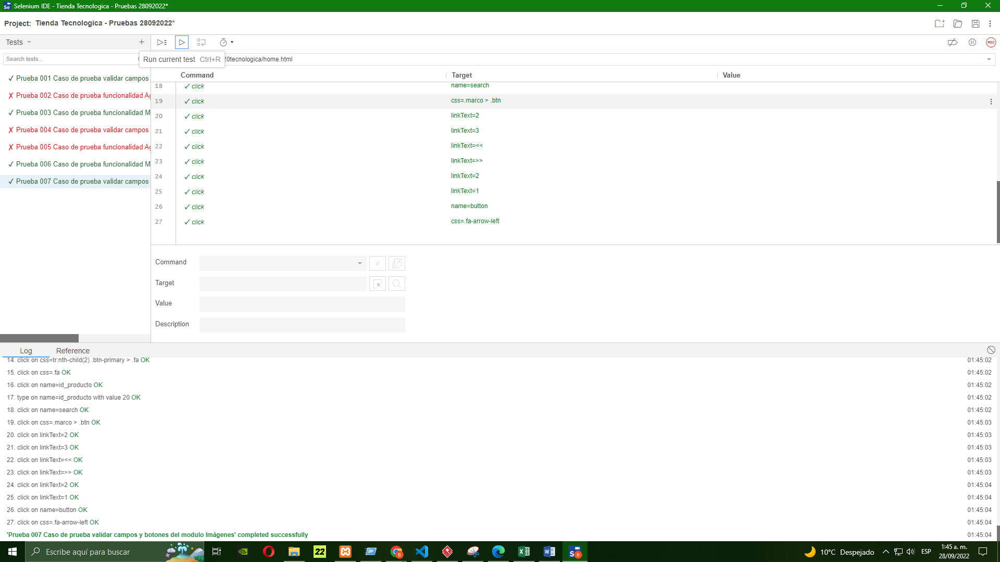 Selenium IDE - Tienda Tecnologica - Pruebas 28092022*
Project: Tienda Tecnologica - Pruebas 28092022*
Tests
Run current test Ctrl+R
Search tests...
20tecnologica/home.html
REC
Command Target Value
✓ Prueba 001 Caso de prueba validar campos
✗ Prueba 002 Caso de prueba funcionalidad Ag
✓ Prueba 003 Caso de prueba funcionalidad M
✗ Prueba 004 Caso de prueba validar campos
✗ Prueba 005 Caso de prueba funcionalidad Ag
✓ Prueba 006 Caso de prueba funcionalidad M
✓ Prueba 007 Caso de prueba validar campos
18 ✓ click name=search
19 ✓ click css=.marco > .btn
20 ✓ click linkText=2
21 ✓ click linkText=3
22 ✓ click linkText=<<
23 ✓ click linkText=>>
24 ✓ click linkText=2
25 ✓ click linkText=1
26 ✓ click name=button
27 ✓ click css=.fa-arrow-left
Command //
Target
Value
Description
Log Reference
14. click on css=tr:nth-child(2) .btn-primary > .fa OK 01:45:02
15. click on css=.fa OK 01:45:02
16. click on name=id_producto OK 01:45:02
17. type on name=id_producto with value 20 OK 01:45:02
18. click on name=search OK 01:45:02
19. click on css=.marco > .btn OK 01:45:03
20. click on linkText=2 OK 01:45:03
21. click on linkText=3 OK 01:45:03
22. click on linkText=<< OK 01:45:03
23. click on linkText=>> OK 01:45:03
24. click on linkText=2 OK 01:45:04
25. click on linkText=1 OK 01:45:04
26. click on name=button OK 01:45:04
27. click on css=.fa-arrow-left OK 01:45:04
'Prueba 007 Caso de prueba validar campos y botones del modulo Imágenes' completed successfully 01:45:04
Escribe aquí para buscar
22
10°C Despejado
ESP
1:45 a. m.
28/09/2022